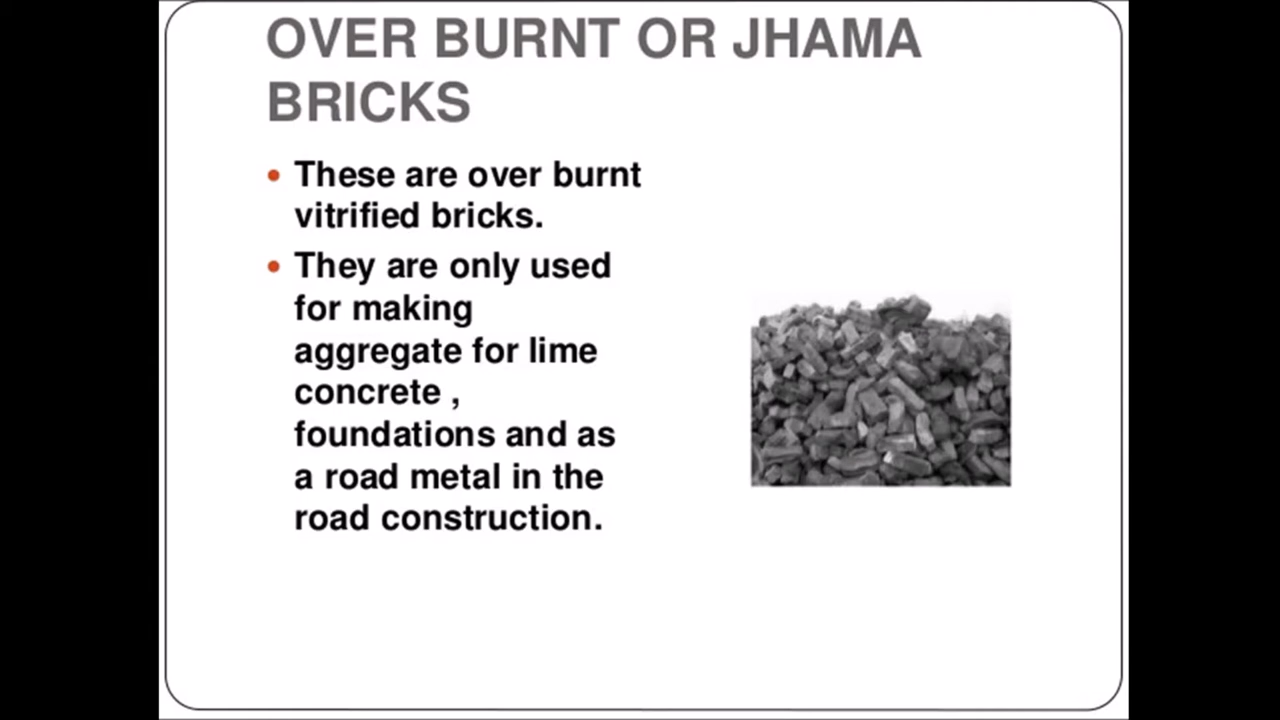 OVER BURNT OR JHAMA
BRICKS
• These are over burnt
vitrified bricks.
• They are only used
for making
aggregate for lime
concrete ,
foundations and as
a road metal in the
road construction.